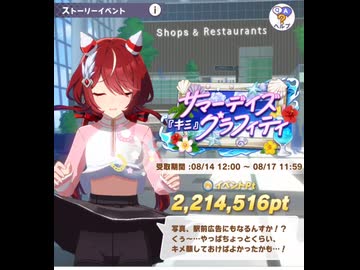 ストーリーイベント
i
Shops & Restaurants
Q A
?
ヘルプ
サマーデイズ
『キミ』グラフィティ
受取期間 :08/14 12:00 ～ 08/17 11:59
イベントPt
2,214,516pt
写真、駅前広告にもなるんすか！？
くぅ～…やっぱちょっとくらい、
キメ顔しておけばよかったかも…！